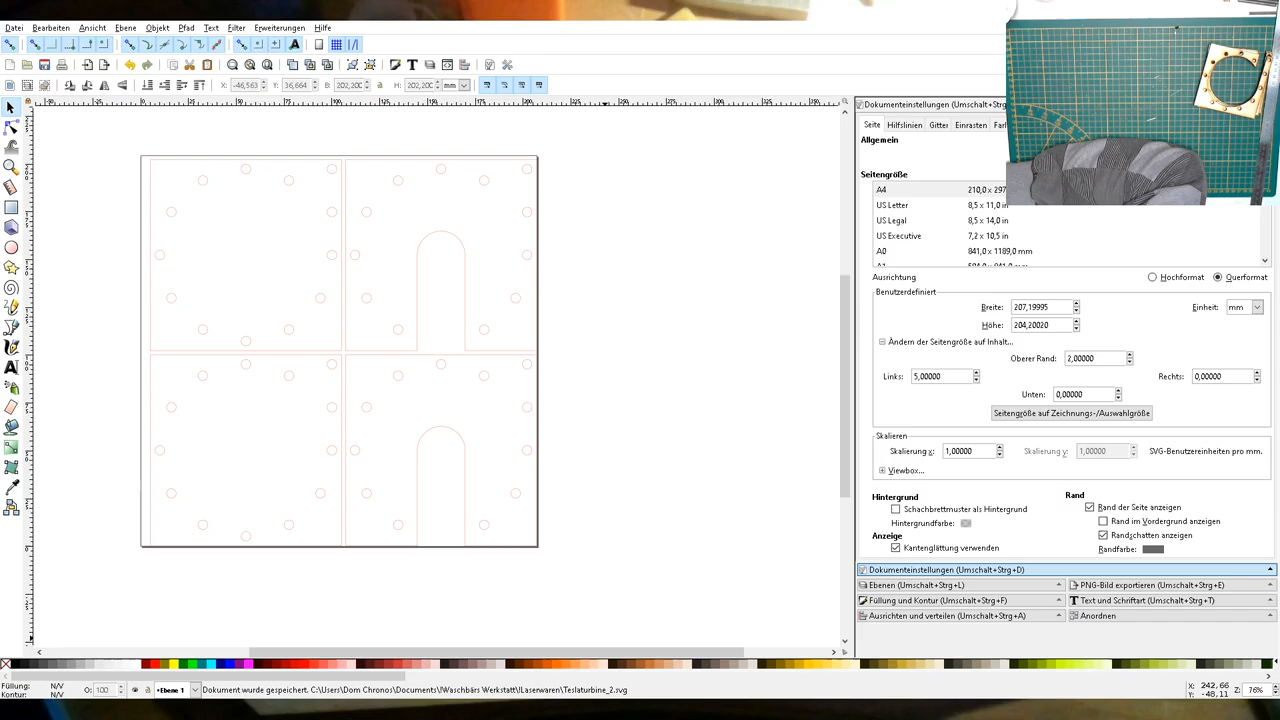 Datei Bearbeiten Ansicht Ebene Objekt Pfad Text Filter Erweiterungen Hilfe
X: -46,563 Y: 36,664 B: 202,200 H: 202,200 mm
Dokumenteinstellungen (Umschalt+Strg+
Seite Hilfslinien Gitter Einrasten
Allgemein
Seitengröße
A4 210,0 x 297
US Letter 8,5 x 11,0 in
US Legal 8,5 x 14,0 in
US Executive 7,2 x 10,5 in
A0 841,0 x 1189,0 mm
Ausrichtung Hochformat Querformat
Benutzerdefiniert
Breite: 207,19995 Einheit: mm
Höhe: 204,20020
Ändern der Seitengröße auf Inhalt...
Oberer Rand: 2,00000
Links: 5,00000 Rechts: 0,00000
Unten: 0,00000
Seitengröße auf Zeichnungs-/Auswahlgröße
Skalieren
Skalierung x: 1,00000 Skalierung y: 1,00000 SVG-Benutzereinheiten pro mm.
Viewbox...
Hintergrund
Schachbrettmuster als Hintergrund
Hintergrundfarbe:
Anzeige
Kantenglättung verwenden
Rand
Rand der Seite anzeigen
Rand im Vordergrund anzeigen
Randschatten anzeigen
Randfarbe:
Dokumenteinstellungen (Umschalt+Strg+D)
Ebenen (Umschalt+Strg+L) PNG-Bild exportieren (Umschalt+Strg+E)
Füllung und Kontur (Umschalt+Strg+F) Text und Schriftart (Umschalt+Strg+T)
Ausrichten und verteilen (Umschalt+Strg+A) Anordnen
Füllung: N/V
Kontur: N/V
O: 100
Ebene 1
Dokument wurde gespeichert. C:\Users\Dom Chronos\Documents\!Waschbärs Werkstatt\!Laserwaren\Teslaturbine_2.svg
X: 242,66
Y: -48,11
Z: 76%